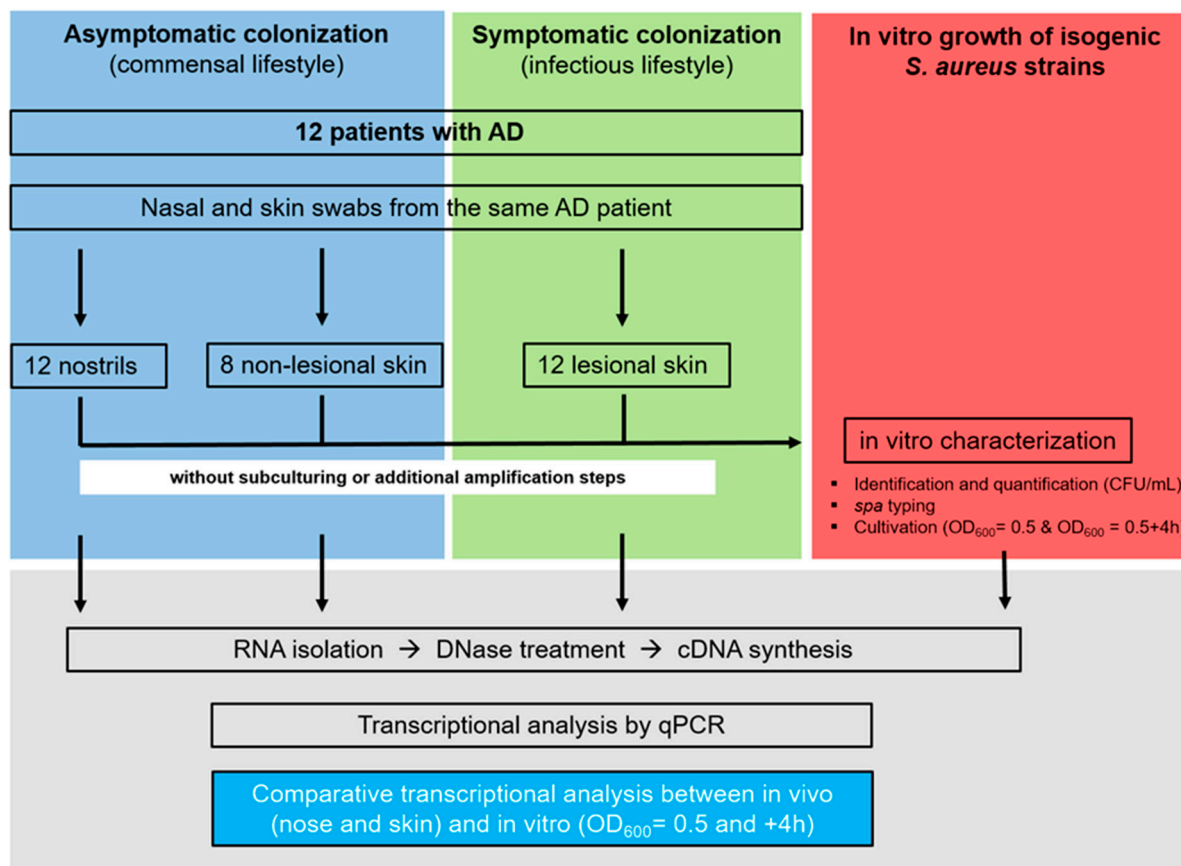 Asymptomatic colonization
(commensal lifestyle)
Symptomatic colonization
(infectious lifestyle)
In vitro growth of isogenic
S. aureus strains
12 patients with AD
Nasal and skin swabs from the same AD patient
12 nostrils
8 non-lesional skin
12 lesional skin
in vitro characterization
without subculturing or additional amplification steps
▪ Identification and quantification (CFU/mL)
▪ spa typing
▪ Cultivation (OD₆₀₀= 0.5 & OD₆₀₀ = 0.5+4h
RNA isolation → DNase treatment → cDNA synthesis
Transcriptional analysis by qPCR
Comparative transcriptional analysis between in vivo
(nose and skin) and in vitro (OD₆₀₀= 0.5 and +4h)